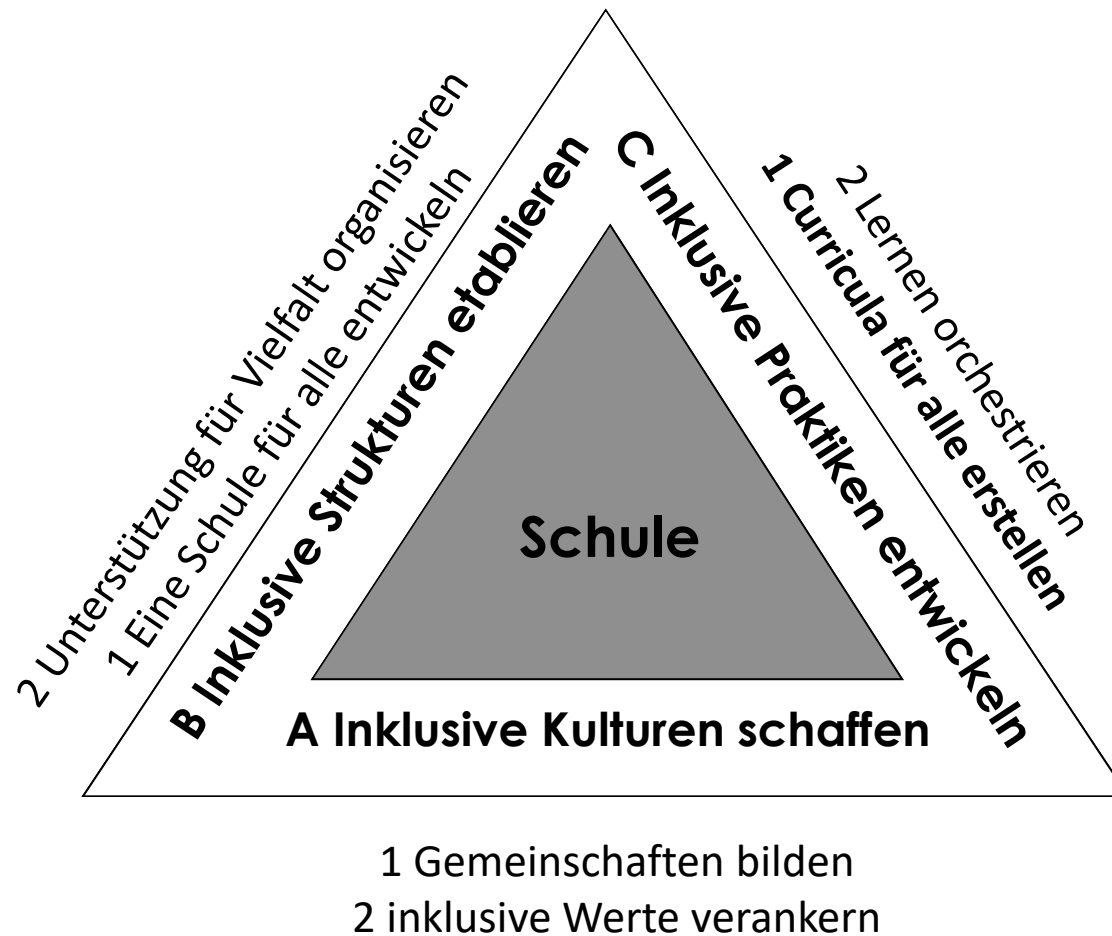 2 Unterstützung für Vielfalt organisieren
1 Eine Schule für alle entwickeln
B Inklusive Strukturen etablieren
C Inklusive Praktiken entwickeln
1 Curricula für alle erstellen
2 Lernen orchestrieren
Schule
A Inklusive Kulturen schaffen
1 Gemeinschaften bilden
2 inklusive Werte verankern